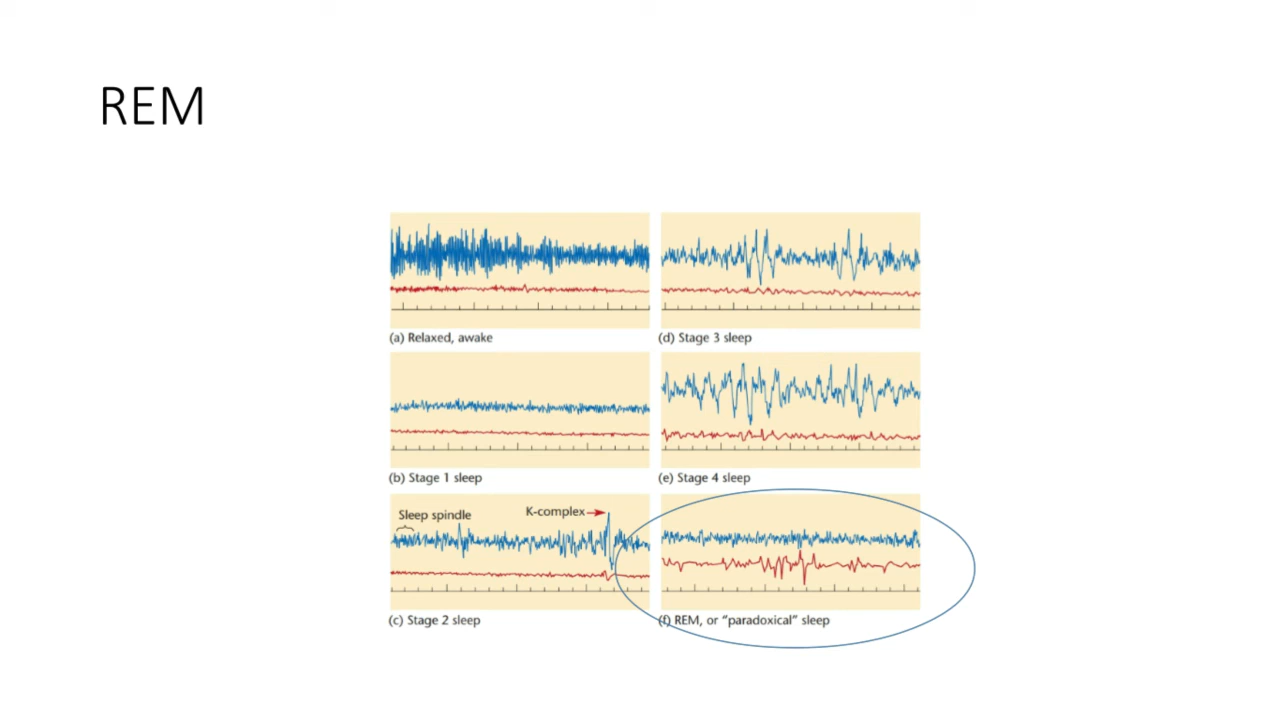 REM
(a) Relaxed, awake
(d) Stage 3 sleep
(b) Stage 1 sleep
(e) Stage 4 sleep
Sleep spindle
K-complex
(c) Stage 2 sleep
(f) REM, or “paradoxical” sleep